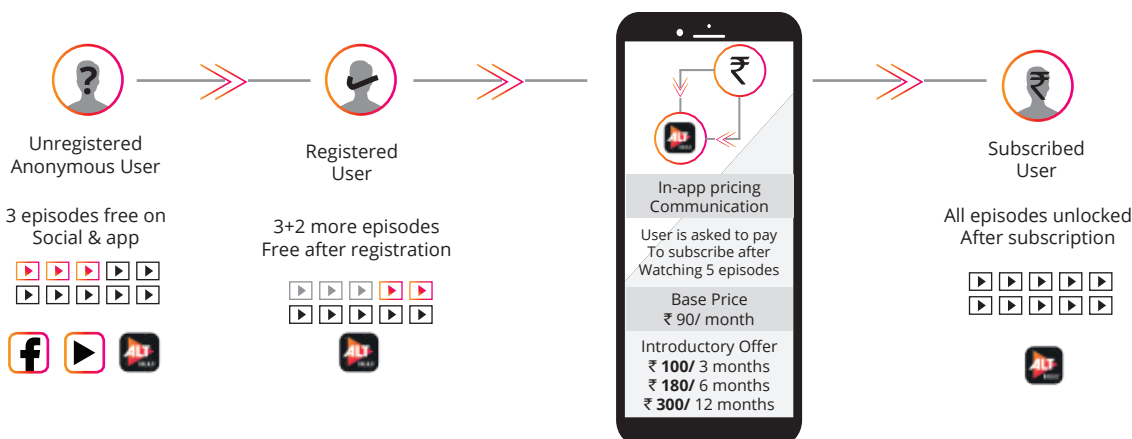 ?
Unregistered
Anonymous User
3 episodes free on
Social & app
f
ALT
Registered
User
3+2 more episodes
Free after registration
ALT
₹
ALT
In-app pricing
Communication
User is asked to pay
To subscribe after
Watching 5 episodes
Base Price
₹ 90/ month
Introductory Offer
₹ 100/ 3 months
₹ 180/ 6 months
₹ 300/ 12 months
₹
Subscribed
User
All episodes unlocked
After subscription
ALT